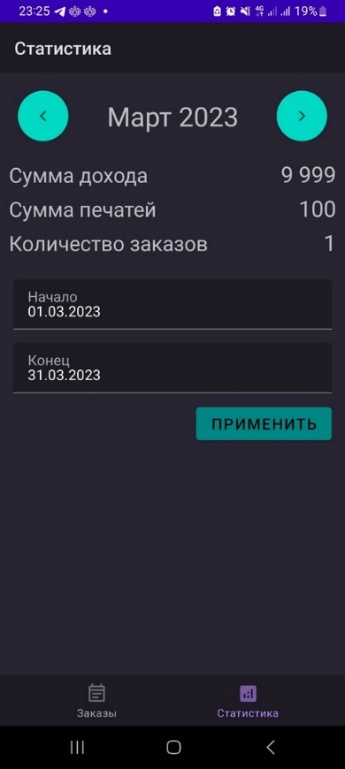 23:25 19%
Статистика
Март 2023
Сумма дохода 9 999
Сумма печатей 100
Количество заказов 1
Начало
01.03.2023
Конец
31.03.2023
ПРИМЕНИТЬ
Заказы Статистика